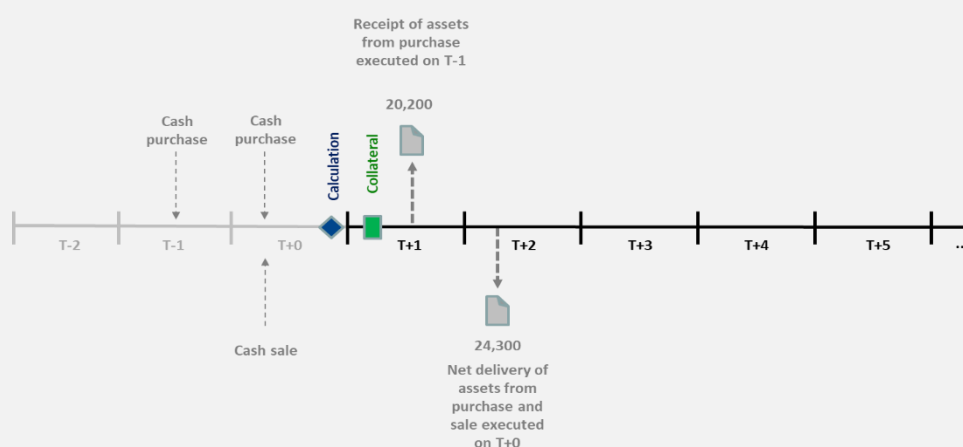 Receipt of assets
from purchase
executed on T-1
20,200
Cash
purchase
Cash
purchase
Calculation
Collateral
T-2
T-1
T+0
T+1
T+2
T+3
T+4
T+5
..
Cash sale
24,300
Net delivery of
assets from
purchase and
sale executed
on T+0